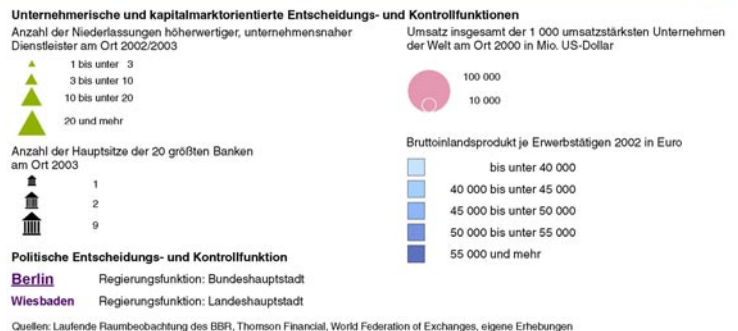 Unternehmerische und kapitalmarktorientierte Entscheidungs- und Kontrollfunktionen
Anzahl der Niederlassungen höherwertiger, unternehmensnaher
Dienstleister am Ort 2002/2003
1 bis unter 3
3 bis unter 10
10 bis unter 20
20 und mehr
Anzahl der Hauptsitze der 20 größten Banken
am Ort 2003
1
2
9
Umsatz insgesamt der 1 000 umsatzstärksten Unternehmen
der Welt am Ort 2000 in Mio. US-Dollar
100 000
10 000
Bruttoinlandsprodukt je Erwerbstätigen 2002 in Euro
bis unter 40 000
40 000 bis unter 45 000
45 000 bis unter 50 000
50 000 bis unter 55 000
55 000 und mehr
Politische Entscheidungs- und Kontrollfunktion
Berlin Regierungsfunktion: Bundeshauptstadt
Wiesbaden Regierungsfunktion: Landeshauptstadt
Quellen: Laufende Raumbeobachtung des BBR, Thomson Financial, World Federation of Exchanges, eigene Erhebungen